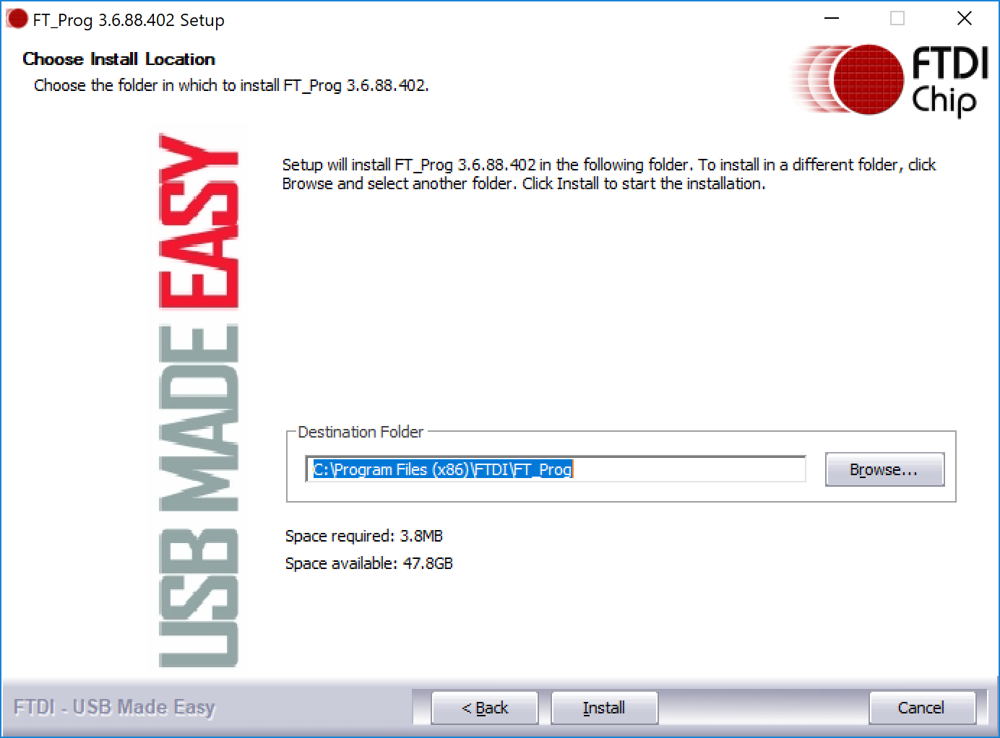 FT_Prog 3.6.88.402 Setup
Choose Install Location
Choose the folder in which to install FT_Prog 3.6.88.402.
FTDI
Chip
USB MADE EASY
Setup will install FT_Prog 3.6.88.402 in the following folder. To install in a different folder, click
Browse and select another folder. Click Install to start the installation.
Destination Folder
C:\Program Files (x86)\FTDI\FT_Prog
Browse...
Space required: 3.8MB
Space available: 47.8GB
FTDI - USB Made Easy
< Back
Install
Cancel